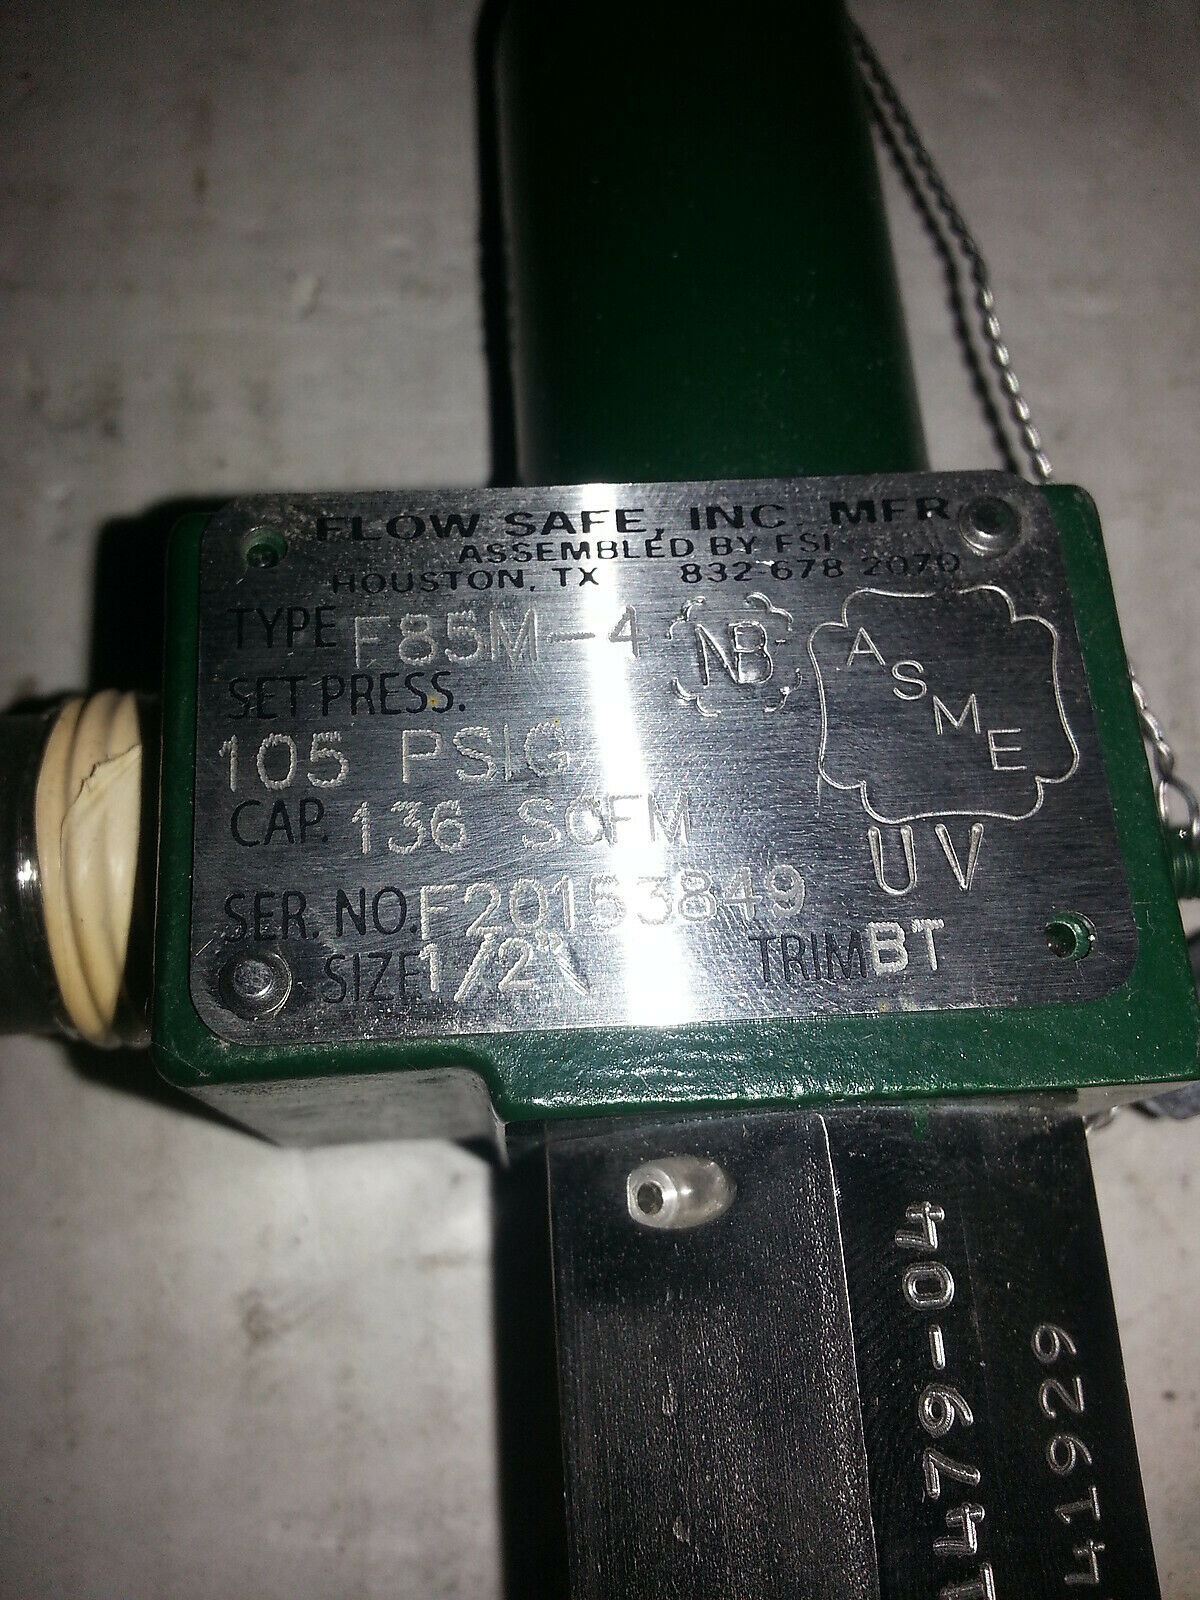 FLOW SAFE, INC. MFR
ASSEMBLED BY FSI
HOUSTON, TX 832-678 2070
TYPE F85M-4
NB
ASME
SET PRESS.
105 PSIG
CAP. 136 SCFM
UV
SER. NO. F20153849
SIZE 1/2"
TRIM BT
1479-04
41929